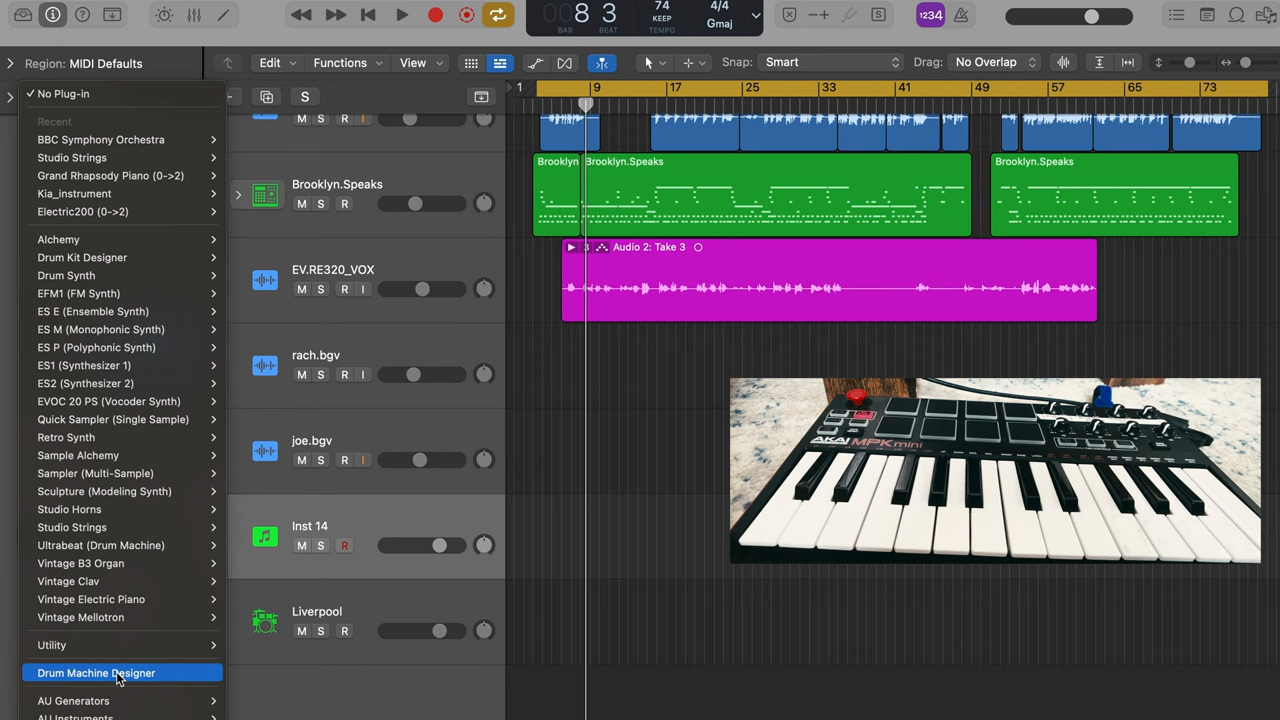 8 3
BAR BEAT
74
KEEP
TEMPO
4/4
Gmaj
1234
Region: MIDI Defaults
Edit
Functions
View
Snap: Smart
Drag: No Overlap
No Plug-in
Recent
BBC Symphony Orchestra
Studio Strings
Grand Rhapsody Piano (0->2)
Kia_instrument
Electric200 (0->2)
Alchemy
Drum Kit Designer
Drum Synth
EFM1 (FM Synth)
ES E (Ensemble Synth)
ES M (Monophonic Synth)
ES P (Polyphonic Synth)
ES1 (Synthesizer 1)
ES2 (Synthesizer 2)
EVOC 20 PS (Vocoder Synth)
Quick Sampler (Single Sample)
Retro Synth
Sample Alchemy
Sampler (Multi-Sample)
Sculpture (Modeling Synth)
Studio Horns
Studio Strings
Ultrabeat (Drum Machine)
Vintage B3 Organ
Vintage Clav
Vintage Electric Piano
Vintage Mellotron
Utility
Drum Machine Designer
AU Generators
AU Instruments
S
1 9 17 25 33 41 49 57 65 73
M S R I
Brooklyn.Speaks
M S R
EV.RE320_VOX
M S R I
rach.bgv
M S R I
joe.bgv
M S R I
Inst 14
M S R
Liverpool
M S R
Brooklyn
Brooklyn.Speaks
Brooklyn.Speaks
3 Audio 2: Take 3
AKAI MPK mini